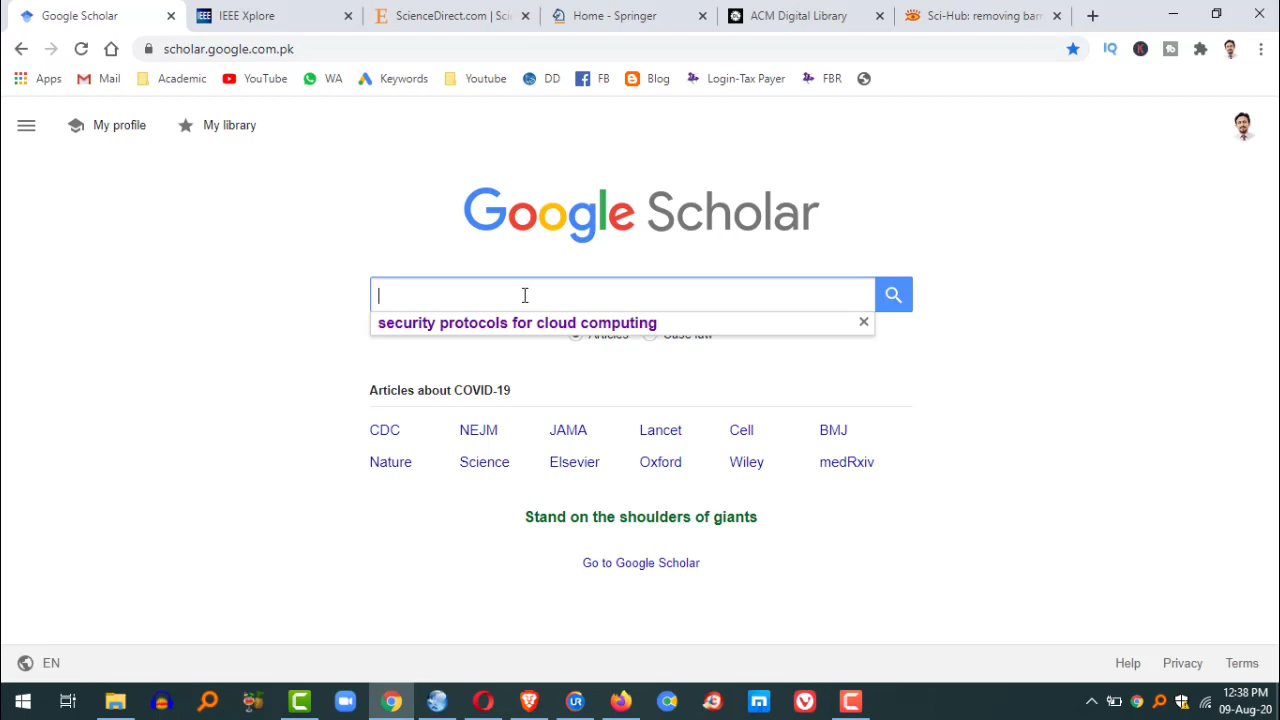 Google Scholar
IEEE Xplore
ScienceDirect.com | Sci
Home - Springer
ACM Digital Library
Sci-Hub: removing bar
scholar.google.com.pk
Apps
Mail
Academic
YouTube
WA
Keywords
Youtube
DD
FB
Blog
Login-Tax Payer
FBR
My profile
My library
Google Scholar
security protocols for cloud computing
Articles
Case law
Articles about COVID-19
CDC NEJM JAMA Lancet Cell BMJ
Nature Science Elsevier Oxford Wiley medRxiv
Stand on the shoulders of giants
Go to Google Scholar
EN
Help Privacy Terms
12:38 PM
09-Aug-20